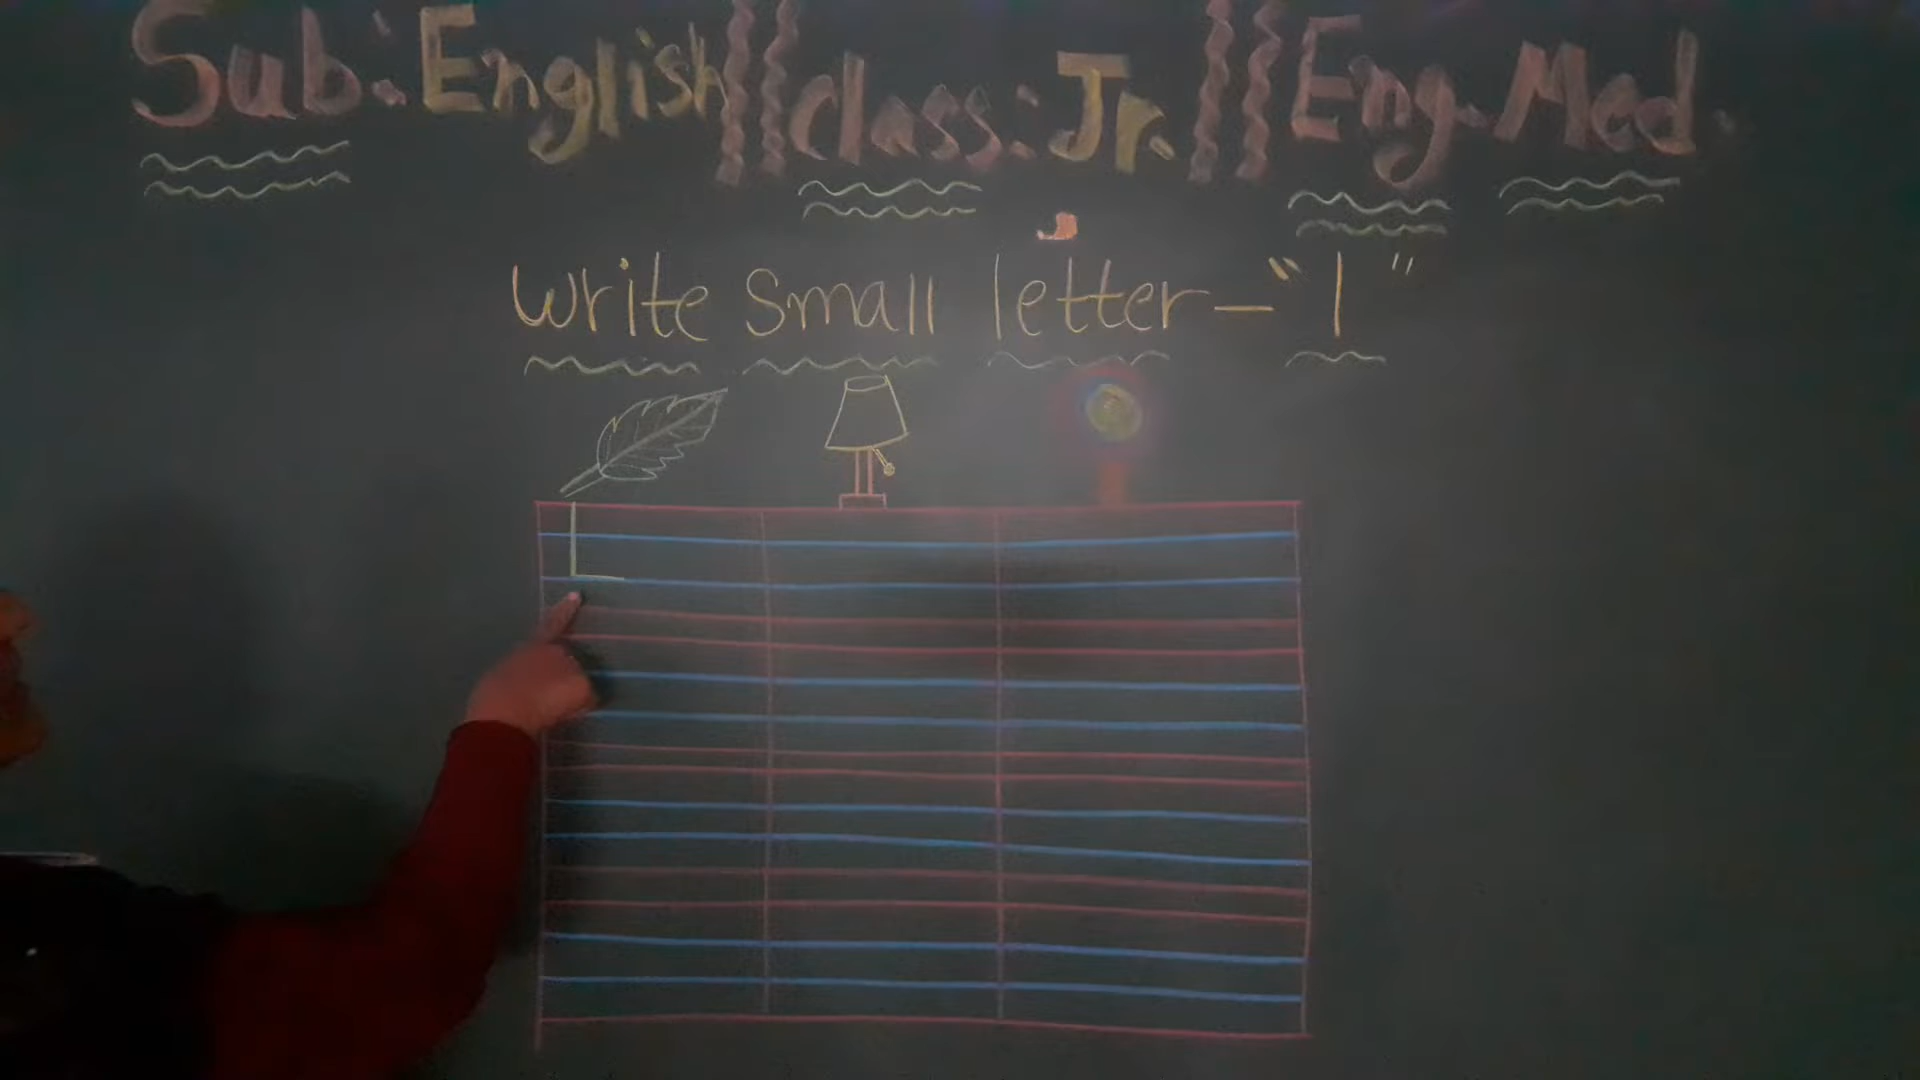 Sub: English || class: Jr. || Eng. Med.
Write Small letter - "l"
L